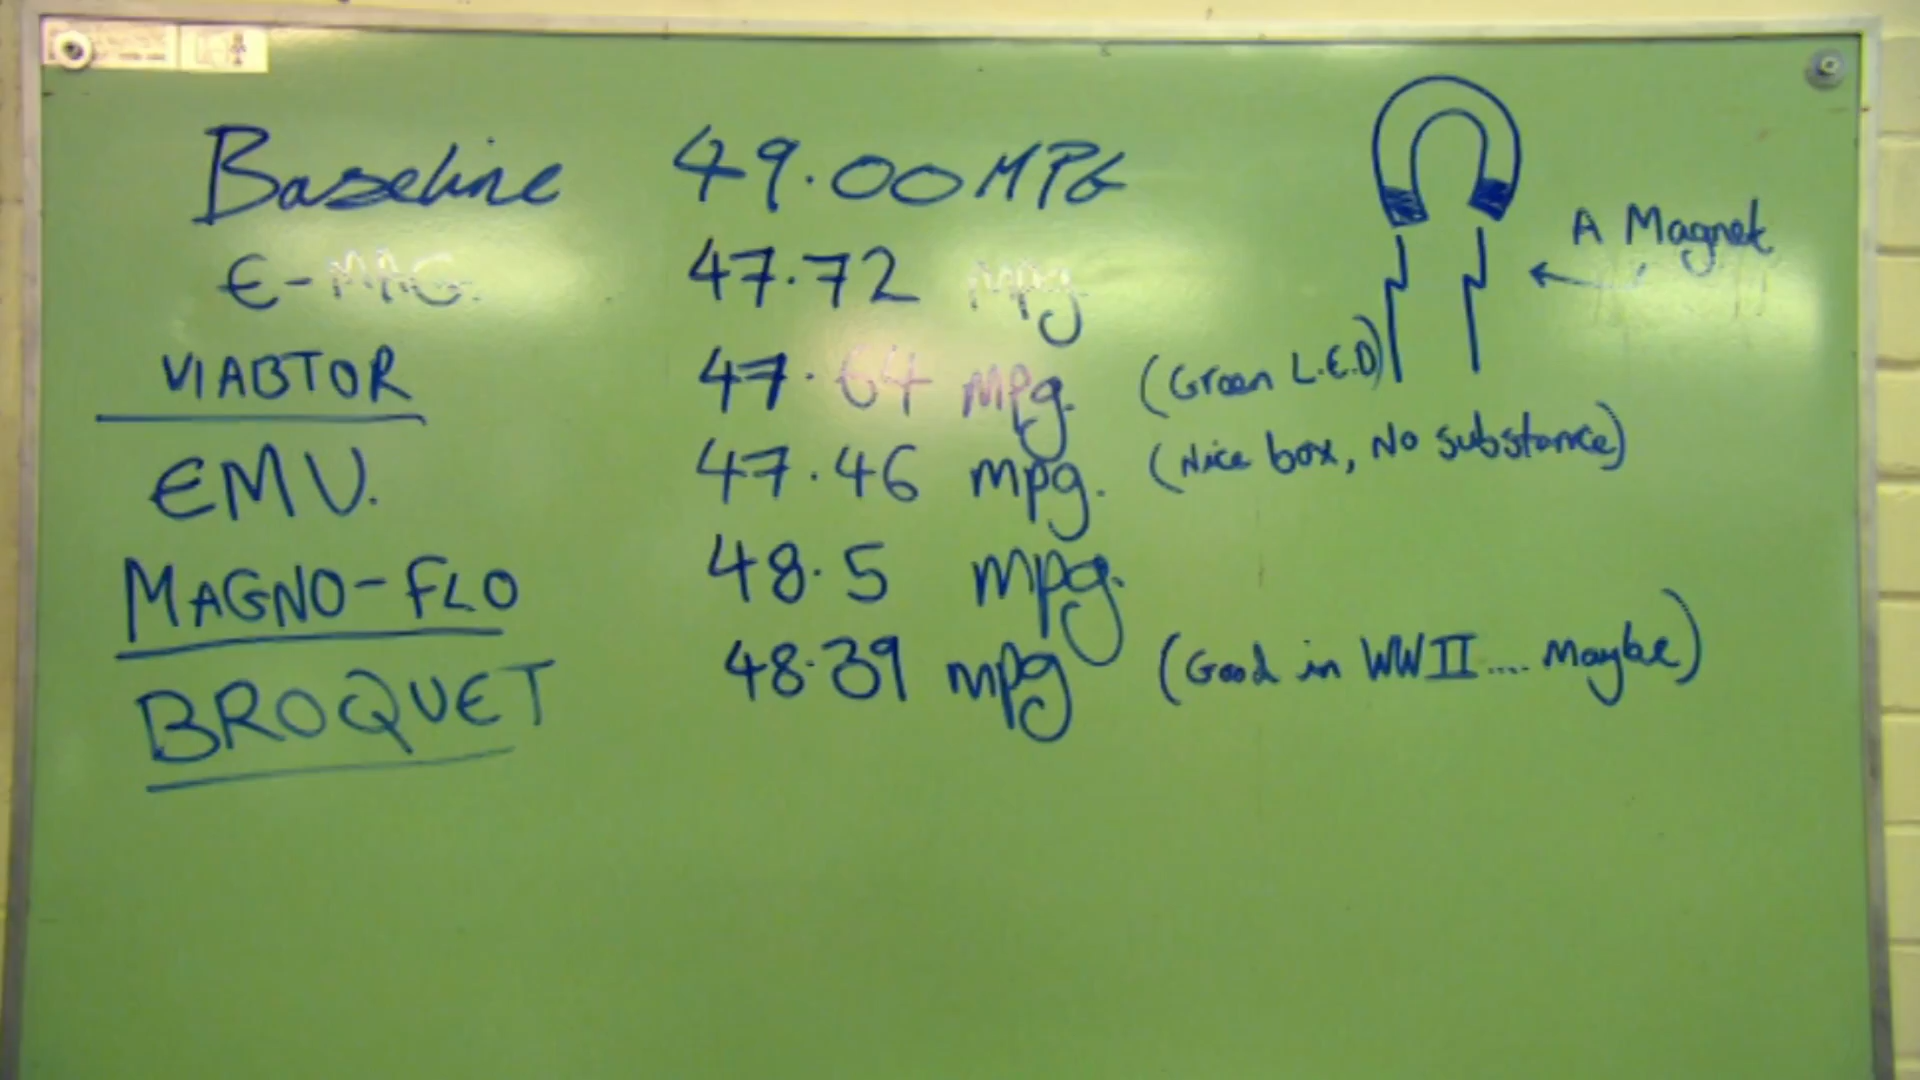 Baseline 49.00 MPG
E-MAG. 47.72 mpg
A Magnet
VIABTOR 47.64 mpg. (Green L.E.D)
EMV. 47.46 mpg. (Nice box, No substance)
MAGNO-FLO 48.5 mpg.
BROQUET 48.39 mpg (Good in WWII.... Maybe)